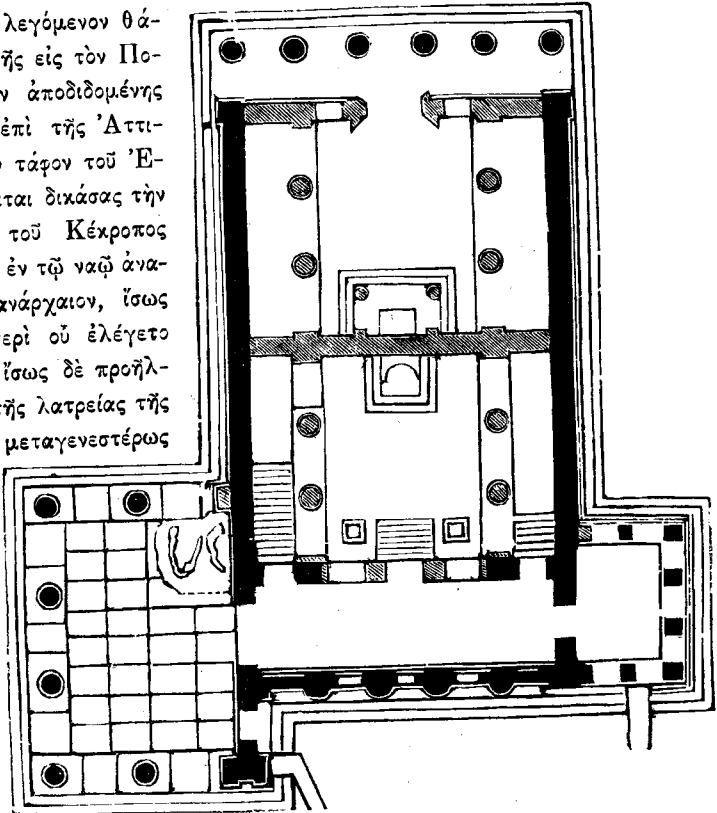 λεγόμενον θά-
ῆς εἰς τὸν Πο-
ν ἀποδιδομένης
ἐπὶ τῆς Ἀττι-
ν τάφον τοῦ Ἐ-
ται δικάσας τὴν
τοῦ Κέκροπος
ἐν τῷ ναῷ ἀνα-
ανάρχαιον, ἴσως
ερὶ οὗ ἐλέγετο
ἴσως δὲ προῆλ-
τῆς λατρείας τῆς
μεταγενεστέρως